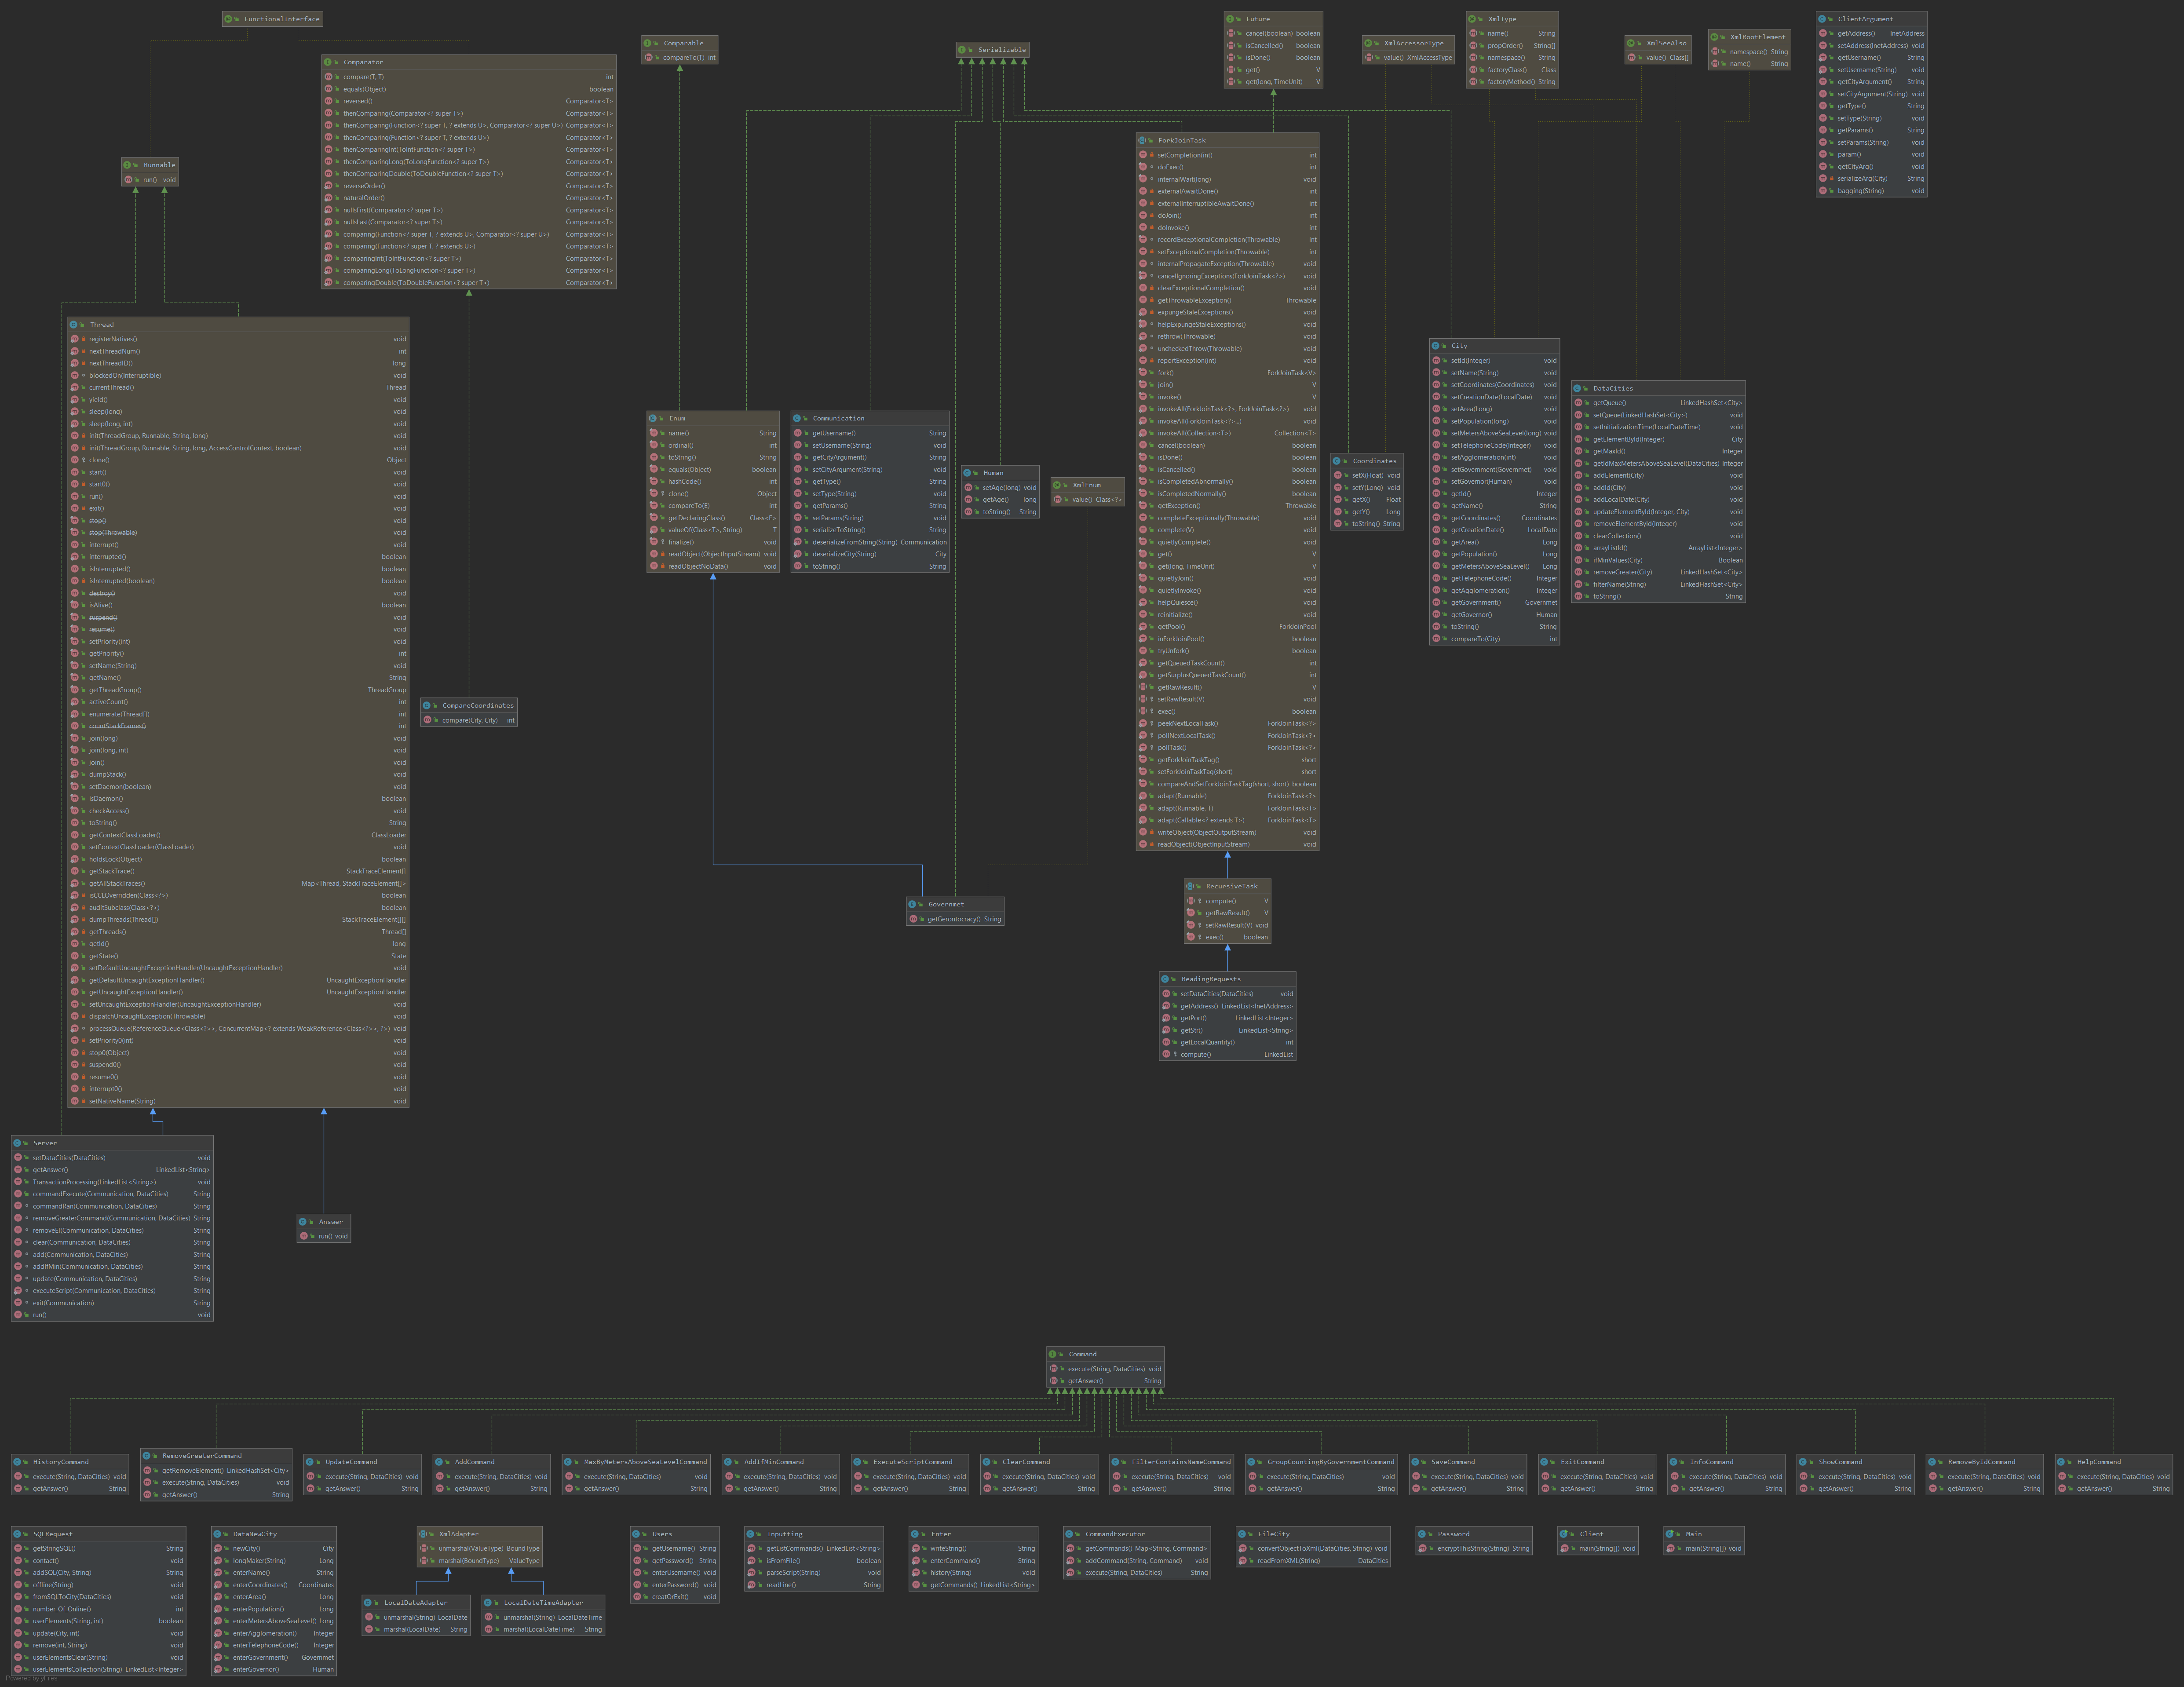 FunctionalInterface
Comparator
compare(T, T) int
equals(Object) boolean
reversed() Comparator<T>
thenComparing(Comparator<? super T>) Comparator<T>
thenComparing(Function<? super T, ? extends U>, Comparator<? super U>) Comparator<T>
thenComparing(Function<? super T, ? extends U>) Comparator<T>
thenComparingInt(ToIntFunction<? super T>) Comparator<T>
thenComparingLong(ToLongFunction<? super T>) Comparator<T>
thenComparingDouble(ToDoubleFunction<? super T>) Comparator<T>
reverseOrder() Comparator<T>
naturalOrder() Comparator<T>
nullsFirst(Comparator<? super T>) Comparator<T>
nullsLast(Comparator<? super T>) Comparator<T>
comparing(Function<? super T, ? extends U>, Comparator<? super U>) Comparator<T>
comparing(Function<? super T, ? extends U>) Comparator<T>
comparingInt(ToIntFunction<? super T>) Comparator<T>
comparingLong(ToLongFunction<? super T>) Comparator<T>
comparingDouble(ToDoubleFunction<? super T>) Comparator<T>
Comparable
compareTo(T) int
Serializable
Future
cancel(boolean) boolean
isCancelled() boolean
isDone() boolean
get() V
get(long, TimeUnit) V
XmlAccessorType
value() XmlAccessType
XmlType
name() String
propOrder() String[]
namespace() String
factoryClass() Class
factoryMethod() String
XmlSeeAlso
value() Class[]
XmlRootElement
namespace() String
name() String
ClientArgument
getAddress() InetAddress
setAddress(InetAddress) void
getUsername() String
setUsername(String) void
getCityArgument() String
setCityArgument(String) void
getType() String
setType(String) void
getParams() String
setParams(String) void
param() void
getCityArg() void
serializeArg(City) String
bagging(String) void
Runnable
run() void
Thread
registerNatives() void
nextThreadNum() int
nextThreadID() long
blockedOn(Interruptible) void
currentThread() Thread
yield() void
sleep(long) void
sleep(long, int) void
init(ThreadGroup, Runnable, String, long) void
init(ThreadGroup, Runnable, String, long, AccessControlContext, boolean) void
clone() Object
start() void
start0() void
run() void
exit() void
stop() void
stop(Throwable) void
interrupt() void
interrupted() boolean
isInterrupted() boolean
isInterrupted(boolean) boolean
destroy() void
isAlive() boolean
suspend() void
resume() void
setPriority(int) void
getPriority() int
setName(String) void
getName() String
getThreadGroup() ThreadGroup
activeCount() int
enumerate(Thread[]) int
countStackFrames() int
join(long) void
join(long, int) void
join() void
dumpStack() void
setDaemon(boolean) void
isDaemon() boolean
checkAccess() void
toString() String
getContextClassLoader() ClassLoader
setContextClassLoader(ClassLoader) void
holdsLock(Object) boolean
getStackTrace() StackTraceElement[]
getAllStackTraces() Map<Thread, StackTraceElement[]>
isCCLOverridden(Class<?>) boolean
auditSubclass(Class<?>) boolean
dumpThreads(Thread[]) StackTraceElement[][]
getThreads() Thread[]
getId() long
getState() State
setDefaultUncaughtExceptionHandler(UncaughtExceptionHandler) void
getDefaultUncaughtExceptionHandler() UncaughtExceptionHandler
getUncaughtExceptionHandler() UncaughtExceptionHandler
setUncaughtExceptionHandler(UncaughtExceptionHandler) void
dispatchUncaughtException(Throwable) void
processQueue(ReferenceQueue<Class<?>>, ConcurrentMap<? extends WeakReference<Class<?>>, ?>) void
setPriority0(int) void
stop0(Object) void
suspend0() void
resume0() void
interrupt0() void
setNativeName(String) void
CompareCoordinates
compare(City, City) int
Enum
name() String
ordinal() int
toString() String
equals(Object) boolean
hashCode() int
clone() Object
compareTo(E) int
getDeclaringClass() Class<E>
valueOf(Class<T>, String) T
finalize() void
readObject(ObjectInputStream) void
readObjectNoData() void
Communication
getUsername() String
setUsername(String) void
getCityArgument() String
setCityArgument(String) void
getType() String
setType(String) void
getParams() String
setParams(String) void
serializeToString() String
deserializeFromString(String) Communication
deserializeCity(String) City
toString() String
Human
setAge(long) void
getAge() long
toString() String
XmlEnum
value() Class<?>
Governmet
getGerontocracy() String
ForkJoinTask
setCompletion(int) int
doExec() int
internalWait(long) void
externalAwaitDone() int
externalInterruptibleAwaitDone() int
doJoin() int
doInvoke() int
recordExceptionalCompletion(Throwable) int
setExceptionalCompletion(Throwable) int
internalPropagateException(Throwable) void
cancelIgnoringExceptions(ForkJoinTask<?>) void
clearExceptionalCompletion() void
getThrowableException() Throwable
expungeStaleExceptions() void
helpExpungeStaleExceptions() void
rethrow(Throwable) void
uncheckedThrow(Throwable) void
reportException(int) void
fork() ForkJoinTask<V>
join() V
invoke() V
invokeAll(ForkJoinTask<?>, ForkJoinTask<?>) void
invokeAll(ForkJoinTask<?>...) void
invokeAll(Collection<T>) Collection<T>
cancel(boolean) boolean
isDone() boolean
isCancelled() boolean
isCompletedAbnormally() boolean
isCompletedNormally() boolean
getException() Throwable
completeExceptionally(Throwable) void
complete(V) void
quietlyComplete() void
get() V
get(long, TimeUnit) V
quietlyJoin() void
quietlyInvoke() void
helpQuiesce() void
reinitialize() void
getPool() ForkJoinPool
inForkJoinPool() boolean
tryUnfork() boolean
getQueuedTaskCount() int
getSurplusQueuedTaskCount() int
getRawResult() V
setRawResult(V) void
exec() boolean
peekNextLocalTask() ForkJoinTask<?>
pollNextLocalTask() ForkJoinTask<?>
pollTask() ForkJoinTask<?>
getForkJoinTaskTag() short
setForkJoinTaskTag(short) short
compareAndSetForkJoinTaskTag(short, short) boolean
adapt(Runnable) ForkJoinTask<?>
adapt(Runnable, T) ForkJoinTask<T>
adapt(Callable<? extends T>) ForkJoinTask<T>
writeObject(ObjectOutputStream) void
readObject(ObjectInputStream) void
RecursiveTask
compute() V
getRawResult() V
setRawResult(V) void
exec() boolean
ReadingRequests
setDataCities(DataCities) void
getAddress() LinkedList<InetAddress>
getPort() LinkedList<Integer>
getStr() LinkedList<String>
getLocalQuantity() int
compute() LinkedList
Coordinates
setX(Float) void
setY(Long) void
getX() Float
getY() Long
toString() String
City
setId(Integer) void
setName(String) void
setCoordinates(Coordinates) void
setCreationDate(LocalDate) void
setArea(Long) void
setPopulation(long) void
setMetersAboveSeaLevel(long) void
setTelephoneCode(Integer) void
setAgglomeration(int) void
setGovernment(Governmet) void
setGovernor(Human) void
getId() Integer
getName() String
getCoordinates() Coordinates
getCreationDate() LocalDate
getArea() Long
getPopulation() Long
getMetersAboveSeaLevel() Long
getTelephoneCode() Integer
getAgglomeration() Integer
getGovernment() Governmet
getGovernor() Human
toString() String
compareTo(City) int
DataCities
getQueue() LinkedHashSet<City>
setQueue(LinkedHashSet<City>) void
setInitializationTime(LocalDateTime) void
getElementById(Integer) City
getMaxId() Integer
getIdMaxMetersAboveSeaLevel(DataCities) Integer
addElement(City) void
addId(City) void
addLocalDate(City) void
updateElementById(Integer, City) void
removeElementById(Integer) void
clearCollection() void
arrayListId() ArrayList<Integer>
ifMinValues(City) Boolean
removeGreater(City) LinkedHashSet<City>
filterName(String) LinkedHashSet<City>
toString() String
Server
setDataCities(DataCities) void
getAnswer() LinkedList<String>
TransactionProcessing(LinkedList<String>) void
commandExecute(Communication, DataCities) String
commandRan(Communication, DataCities) String
removeGreaterCommand(Communication, DataCities) String
removeEl(Communication, DataCities) String
clear(Communication, DataCities) String
add(Communication, DataCities) String
addIfMin(Communication, DataCities) String
update(Communication, DataCities) String
executeScript(Communication, DataCities) String
exit(Communication) String
run() void
Answer
run() void
Command
execute(String, DataCities) void
getAnswer() String
HistoryCommand
execute(String, DataCities) void
getAnswer() String
RemoveGreaterCommand
getRemoveElement() LinkedHashSet<City>
execute(String, DataCities) void
getAnswer() String
UpdateCommand
execute(String, DataCities) void
getAnswer() String
AddCommand
execute(String, DataCities) void
getAnswer() String
MaxByMetersAboveSeaLevelCommand
execute(String, DataCities) void
getAnswer() String
AddIfMinCommand
execute(String, DataCities) void
getAnswer() String
ExecuteScriptCommand
execute(String, DataCities) void
getAnswer() String
ClearCommand
execute(String, DataCities) void
getAnswer() String
FilterContainsNameCommand
execute(String, DataCities) void
getAnswer() String
GroupCountingByGovernmentCommand
execute(String, DataCities) void
getAnswer() String
SaveCommand
execute(String, DataCities) void
getAnswer() String
ExitCommand
execute(String, DataCities) void
getAnswer() String
InfoCommand
execute(String, DataCities) void
getAnswer() String
ShowCommand
execute(String, DataCities) void
getAnswer() String
RemoveByIdCommand
execute(String, DataCities) void
getAnswer() String
HelpCommand
execute(String, DataCities) void
getAnswer() String
SQLRequest
getStringSQL() String
contact() void
addSQL(City, String) String
offline(String) void
fromSQLToCity(DataCities) void
number_Of_Online() int
userElements(String, int) boolean
update(City, int) void
remove(int, String) void
userElementsClear(String) void
userElementsCollection(String) LinkedList<Integer>
DataNewCity
newCity() City
longMaker(String) Long
enterName() String
enterCoordinates() Coordinates
enterArea() Long
enterPopulation() Long
enterMetersAboveSeaLevel() Long
enterAgglomeration() Integer
enterTelephoneCode() Integer
enterGovernment() Governmet
enterGovernor() Human
XmlAdapter
unmarshal(ValueType) BoundType
marshal(BoundType) ValueType
LocalDateAdapter
unmarshal(String) LocalDate
marshal(LocalDate) String
LocalDateTimeAdapter
unmarshal(String) LocalDateTime
marshal(LocalDateTime) String
Users
getUsername() String
getPassword() String
enterUsername() void
enterPassword() void
creatOrExit() void
Inputting
getListCommands() LinkedList<String>
isFromFile() boolean
parseScript(String) void
readLine() String
Enter
writeString() String
enterCommand() String
history(String) void
getCommands() LinkedList<String>
CommandExecutor
getCommands() Map<String, Command>
addCommand(String, Command) void
execute(String, DataCities) String
FileCity
convertObjectToXml(DataCities, String) void
readFromXML(String) DataCities
Password
encryptThisString(String) String
Client
main(String[]) void
Main
main(String[]) void
Powered by yFiles